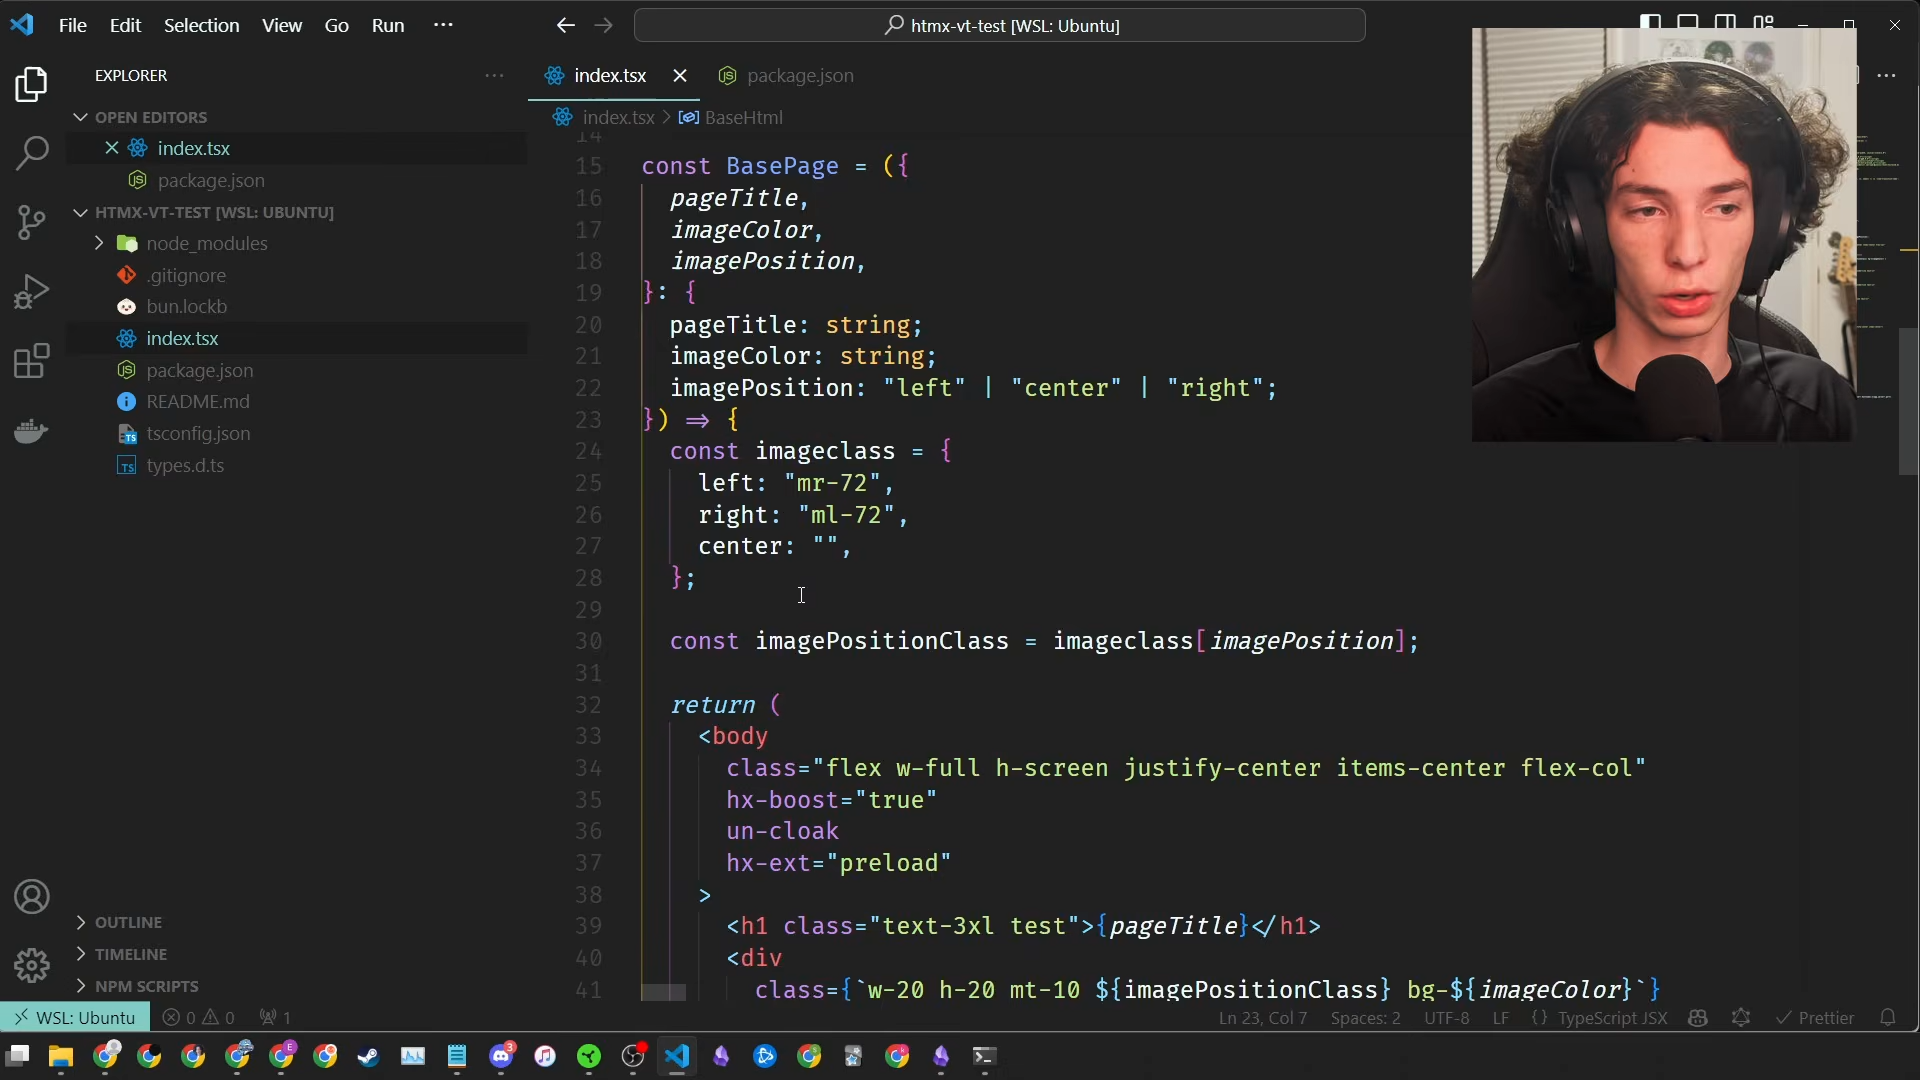 File Edit Selection View Go Run ···
htmx-vt-test [WSL: Ubuntu]
EXPLORER
OPEN EDITORS
index.tsx
package.json
HTMX-VT-TEST [WSL: UBUNTU]
node_modules
.gitignore
bun.lockb
index.tsx
package.json
README.md
tsconfig.json
types.d.ts
OUTLINE
TIMELINE
NPM SCRIPTS
index.tsx package.json
index.tsx > BaseHtml
14
15 const BasePage = ({
16 pageTitle,
17 imageColor,
18 imagePosition,
19 }: {
20 pageTitle: string;
21 imageColor: string;
22 imagePosition: "left" | "center" | "right";
23 }) => {
24 const imageclass = {
25 left: "mr-72",
26 right: "ml-72",
27 center: "",
28 };
29
30 const imagePositionClass = imageclass[imagePosition];
31
32 return (
33 <body
34 class="flex w-full h-screen justify-center items-center flex-col"
35 hx-boost="true"
36 un-cloak
37 hx-ext="preload"
38 >
39 <h1 class="text-3xl test">{pageTitle}</h1>
40 <div
41 class={`w-20 h-20 mt-10 ${imagePositionClass} bg-${imageColor}`}
WSL: Ubuntu 0 0 1 Ln 23, Col 7 Spaces: 2 UTF-8 LF {} TypeScript JSX Prettier
3